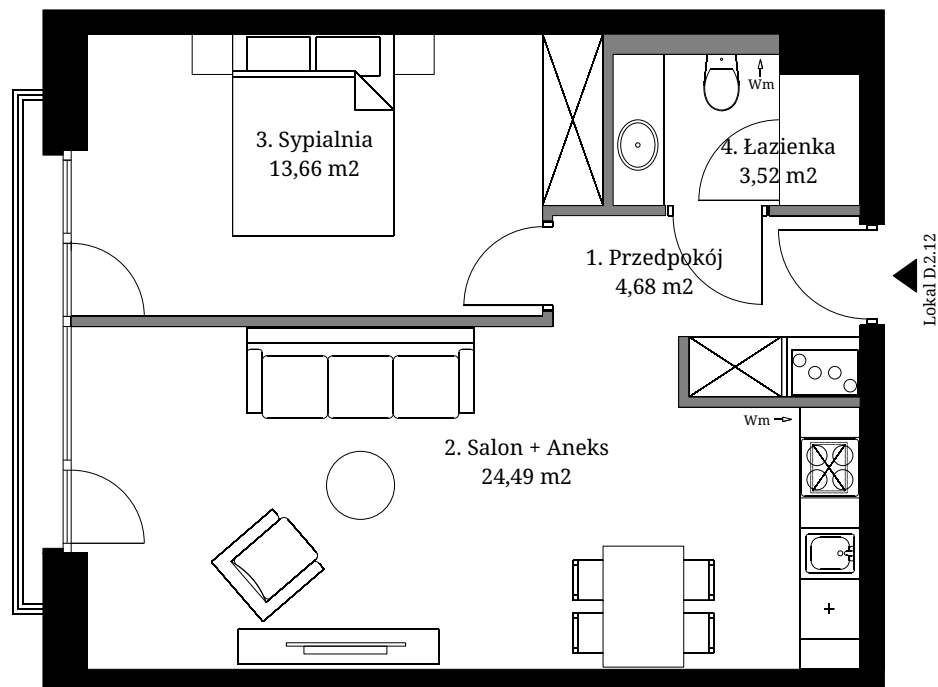 3. Sypialnia
13,66 m2
Wm
4. Łazienka
3,52 m2
1. Przedpokój
4,68 m2
Lokal D.2.12
Wm
2. Salon + Aneks
24,49 m2